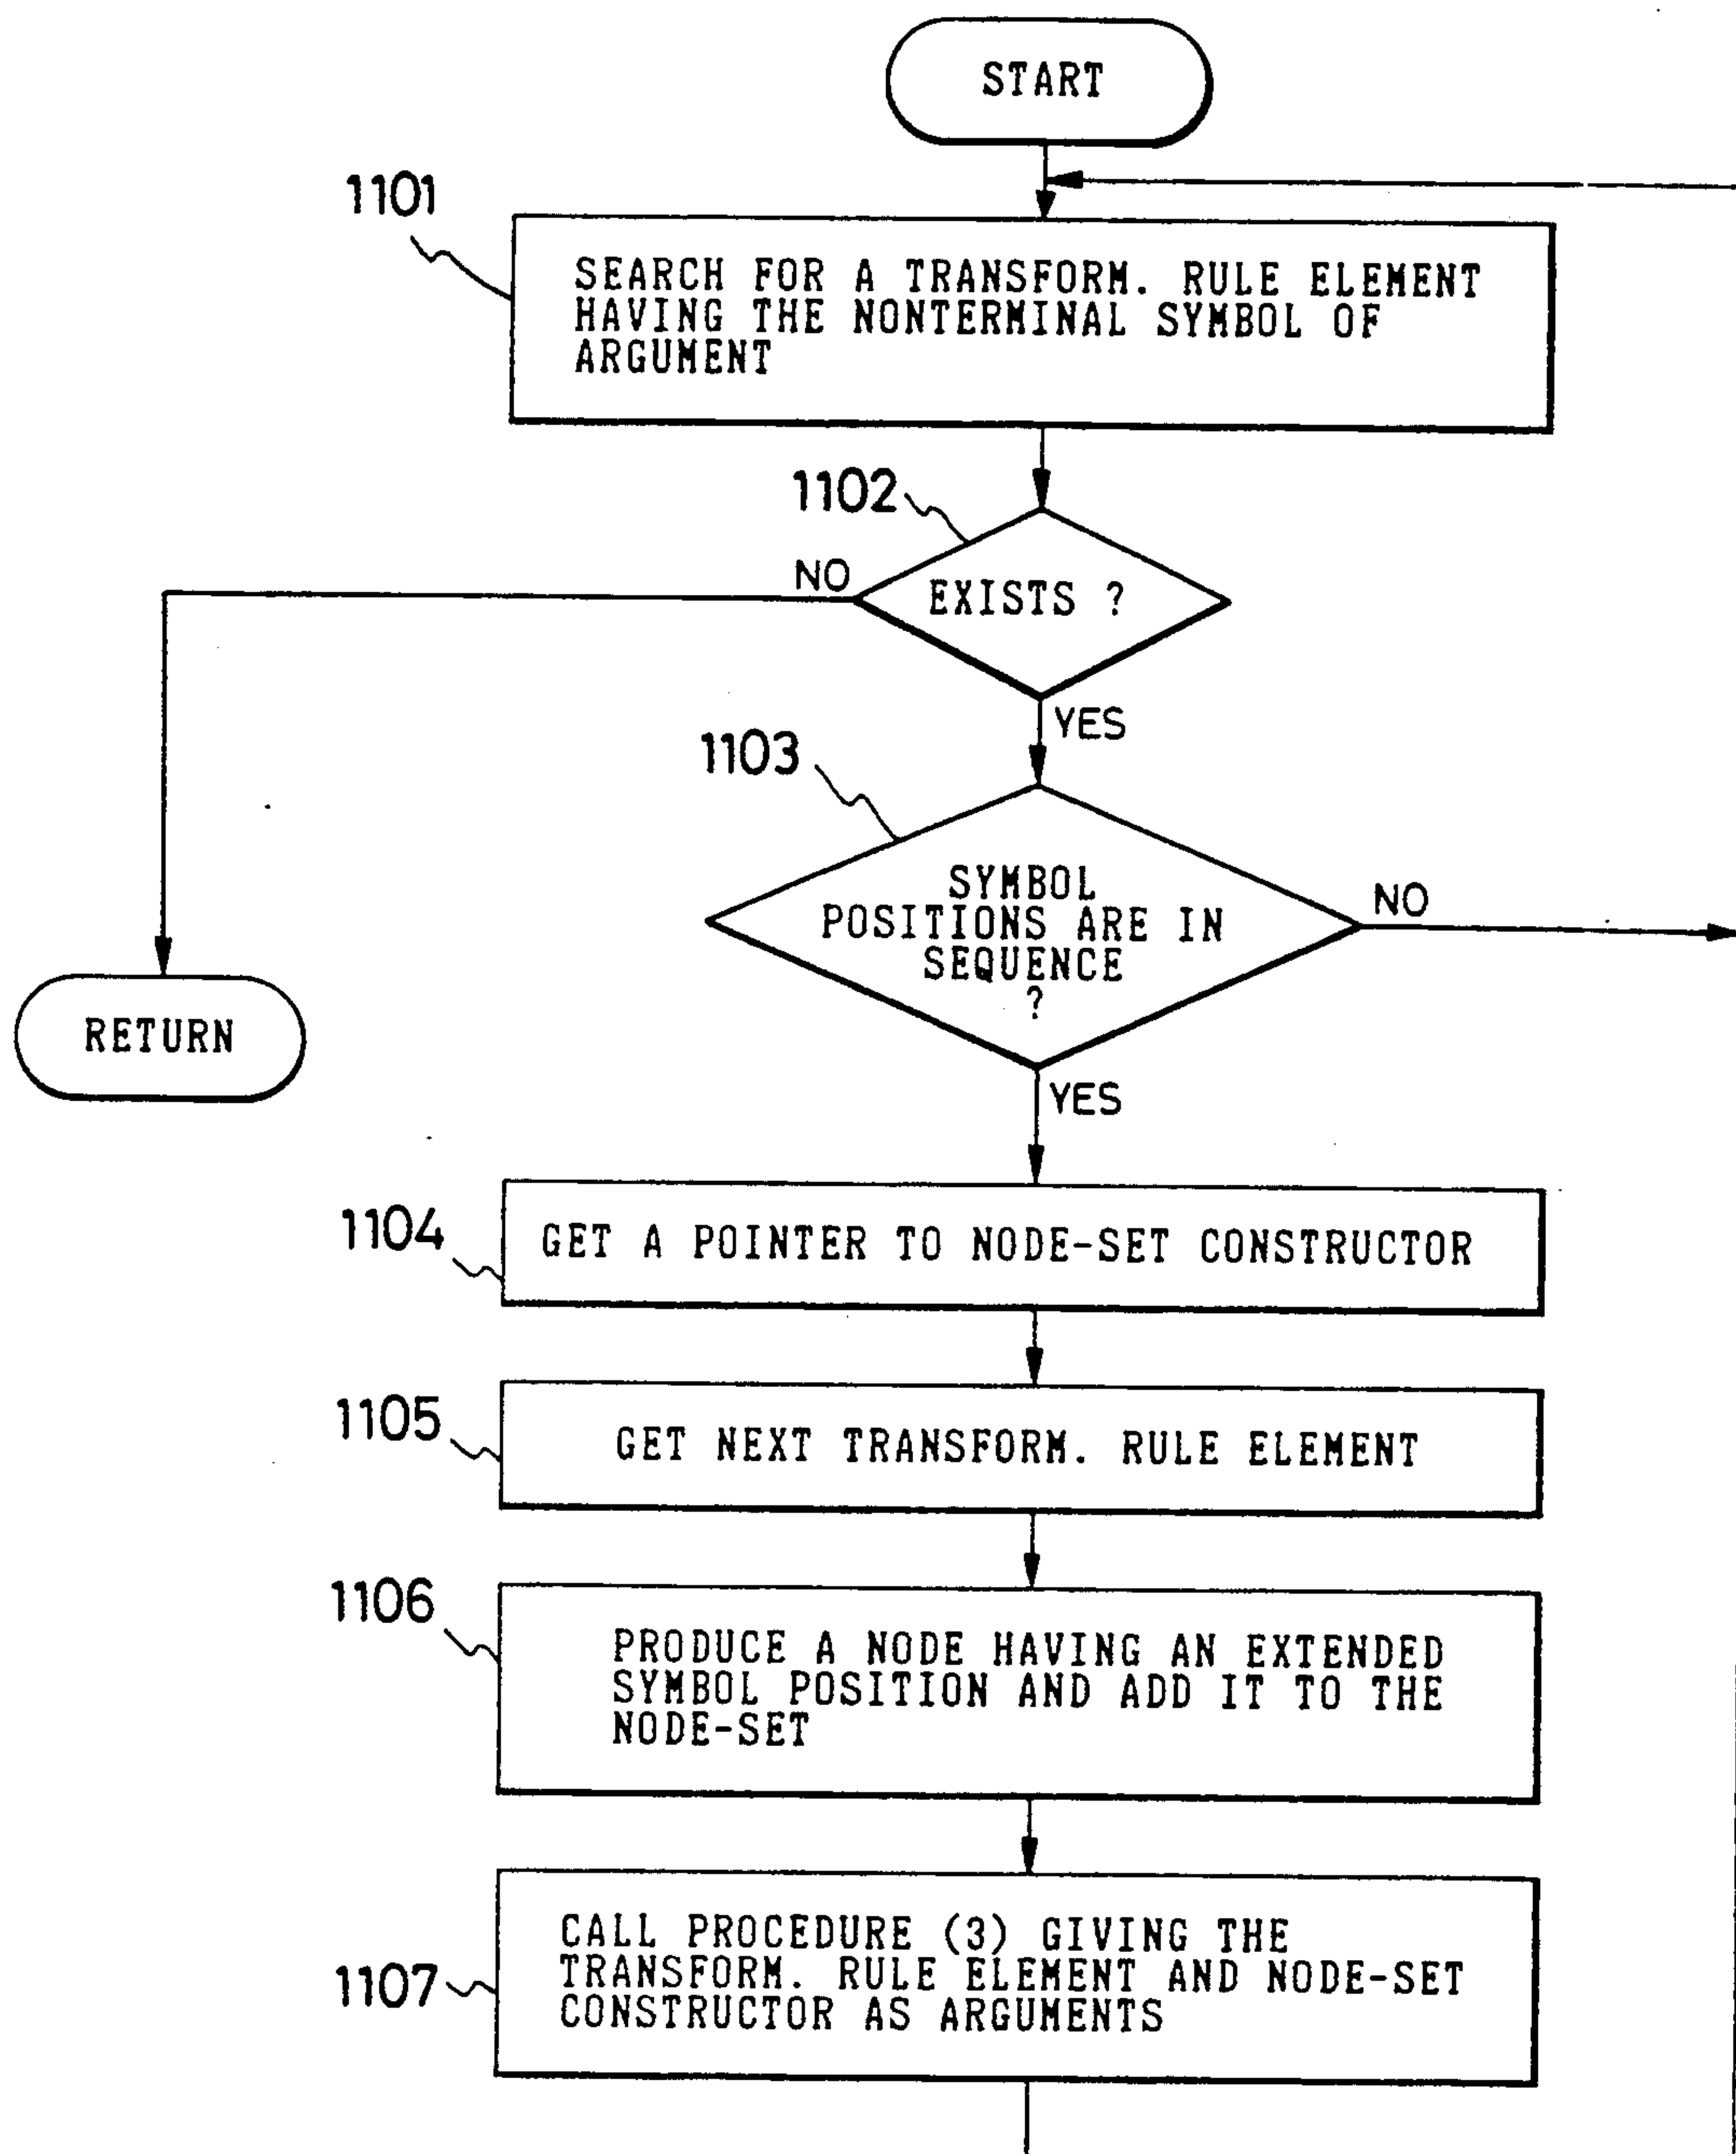 START
1101
SEARCH FOR A TRANSFORM. RULE ELEMENT
HAVING THE NONTERMINAL SYMBOL OF
ARGUMENT
1102
NO
EXISTS ?
YES
1103
SYMBOL
POSITIONS ARE IN
SEQUENCE
?
NO
RETURN
YES
1104
GET A POINTER TO NODE-SET CONSTRUCTOR
1105
GET NEXT TRANSFORM. RULE ELEMENT
1106
PRODUCE A NODE HAVING AN EXTENDED
SYMBOL POSITION AND ADD IT TO THE
NODE-SET
1107
CALL PROCEDURE (3) GIVING THE
TRANSFORM. RULE ELEMENT AND NODE-SET
CONSTRUCTOR AS ARGUMENTS